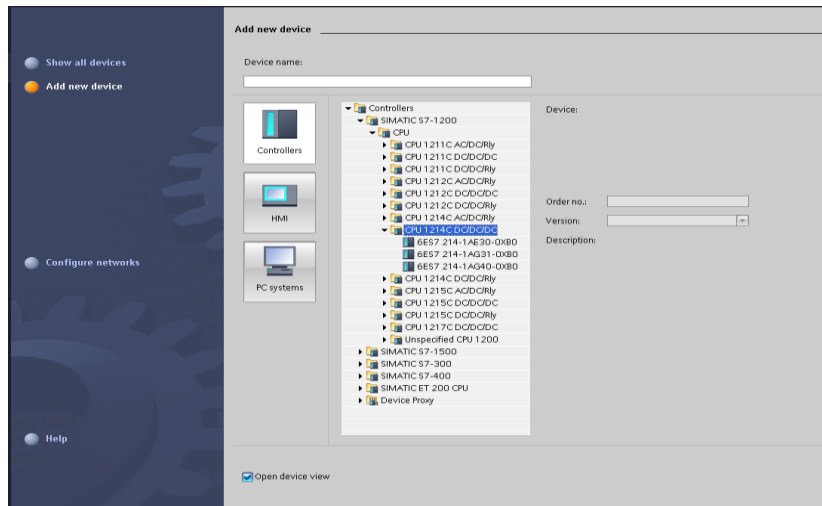 Add new device
Show all devices
Add new device
Configure networks
Help
Device name:
Controllers
HMI
PC systems
Controllers
SIMATIC S7-1200
CPU
CPU 1211C AC/DC/Rly
CPU 1211C DC/DC/DC
CPU 1211C DC/DC/Rly
CPU 1212C AC/DC/Rly
CPU 1212C DC/DC/DC
CPU 1212C DC/DC/Rly
CPU 1214C AC/DC/Rly
CPU 1214C DC/DC/DC
6ES7 214-1AE30-0XB0
6ES7 214-1AG31-0XB0
6ES7 214-1AG40-0XB0
CPU 1214C DC/DC/Rly
CPU 1215C AC/DC/Rly
CPU 1215C DC/DC/DC
CPU 1215C DC/DC/Rly
CPU 1217C DC/DC/DC
Unspecified CPU 1200
SIMATIC S7-1500
SIMATIC S7-300
SIMATIC S7-400
SIMATIC ET 200 CPU
Device Proxy
Device:
Order no.:
Version:
Description:
Open device view